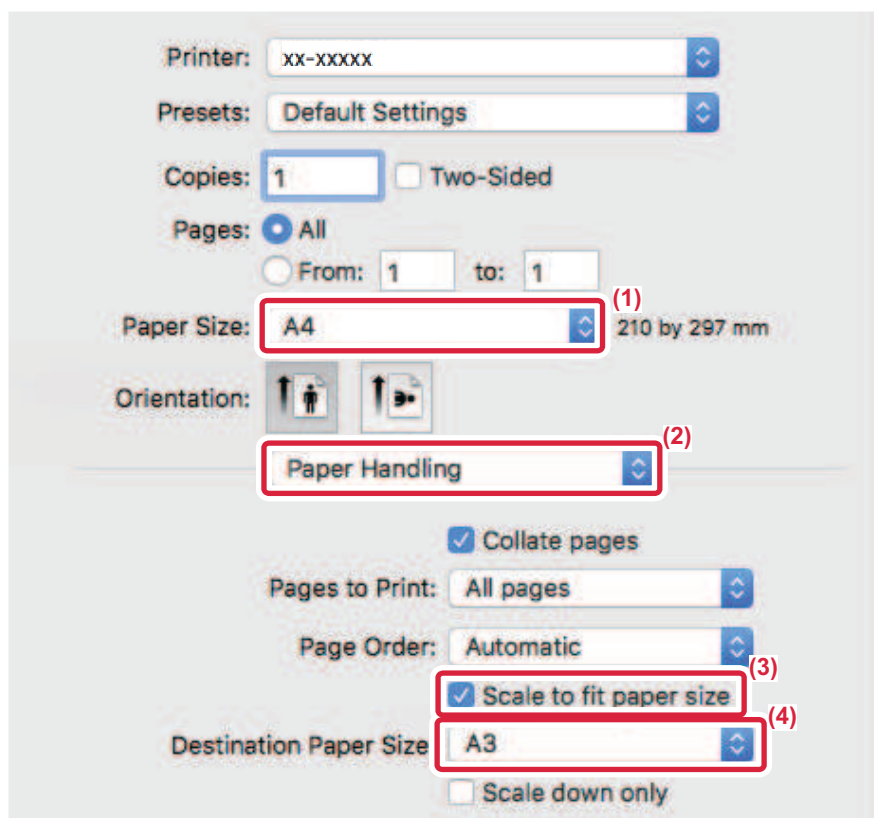 Printer: xx-xxxxx
Presets: Default Settings
Copies: 1 Two-Sided
Pages: All
From: 1 to: 1
(1)
Paper Size: A4 210 by 297 mm
Orientation:
(2)
Paper Handling
Collate pages
Pages to Print: All pages
Page Order: Automatic
(3)
Scale to fit paper size
(4)
Destination Paper Size A3
Scale down only